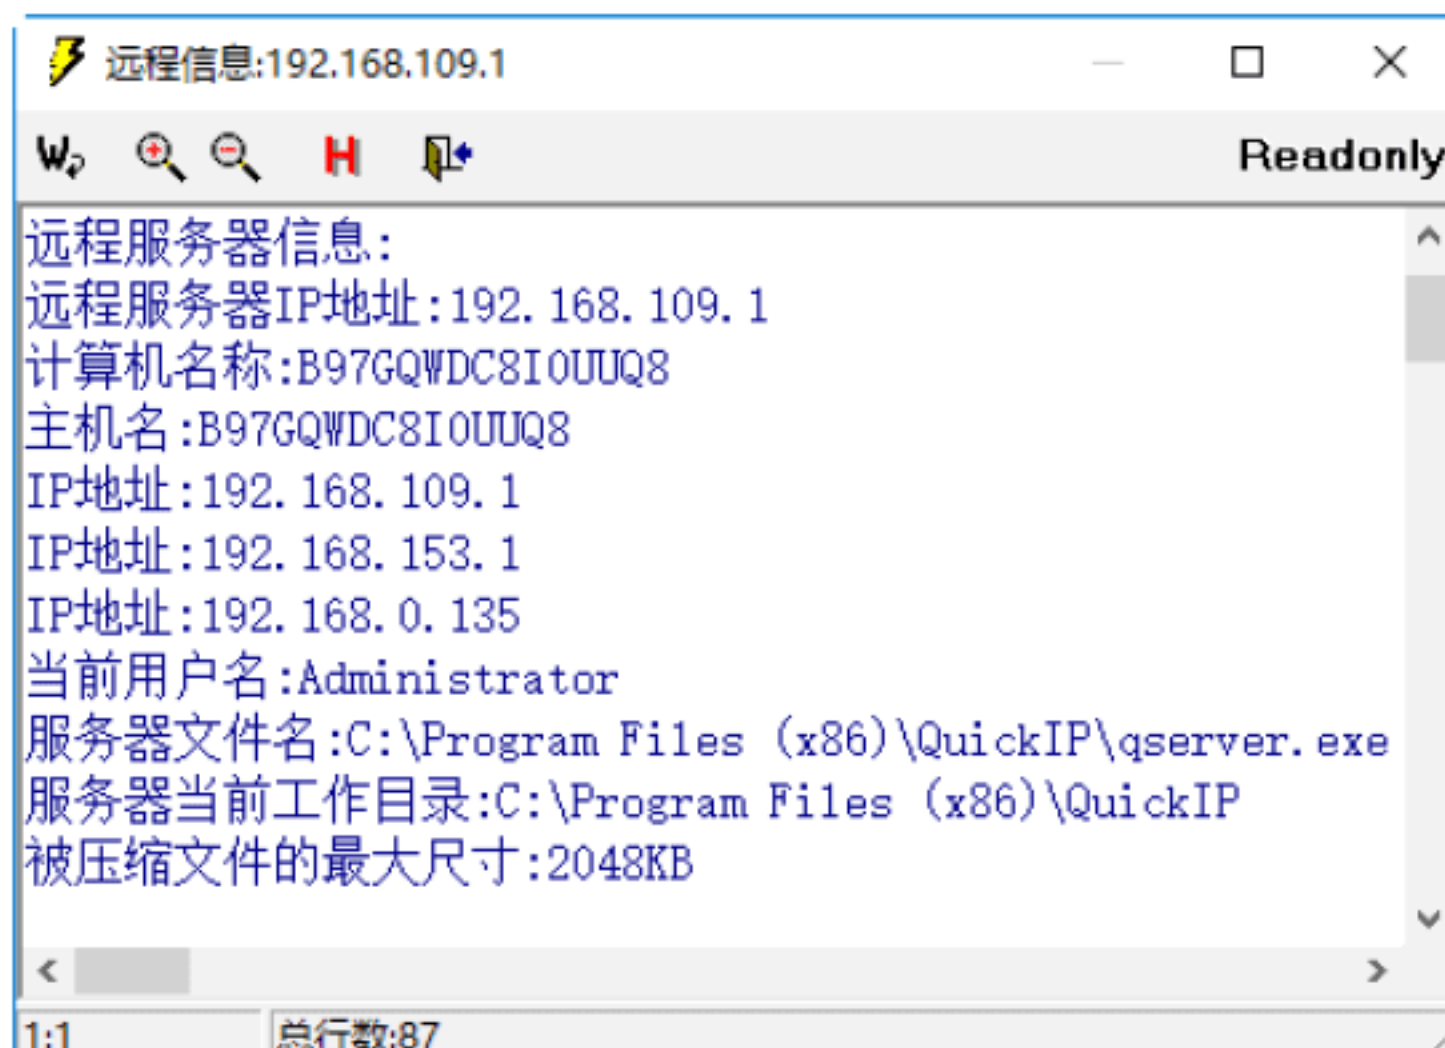 远程信息:192.168.109.1
W
H
Readonly
远程服务器信息:
远程服务器IP地址:192.168.109.1
计算机名称:B97GQWDC8I0UUQ8
主机名:B97GQWDC8I0UUQ8
IP地址:192.168.109.1
IP地址:192.168.153.1
IP地址:192.168.0.135
当前用户名:Administrator
服务器文件名:C:\Program Files (x86)\QuickIP\qserver.exe
服务器当前工作目录:C:\Program Files (x86)\QuickIP
被压缩文件的最大尺寸:2048KB
1:1
总行数:87